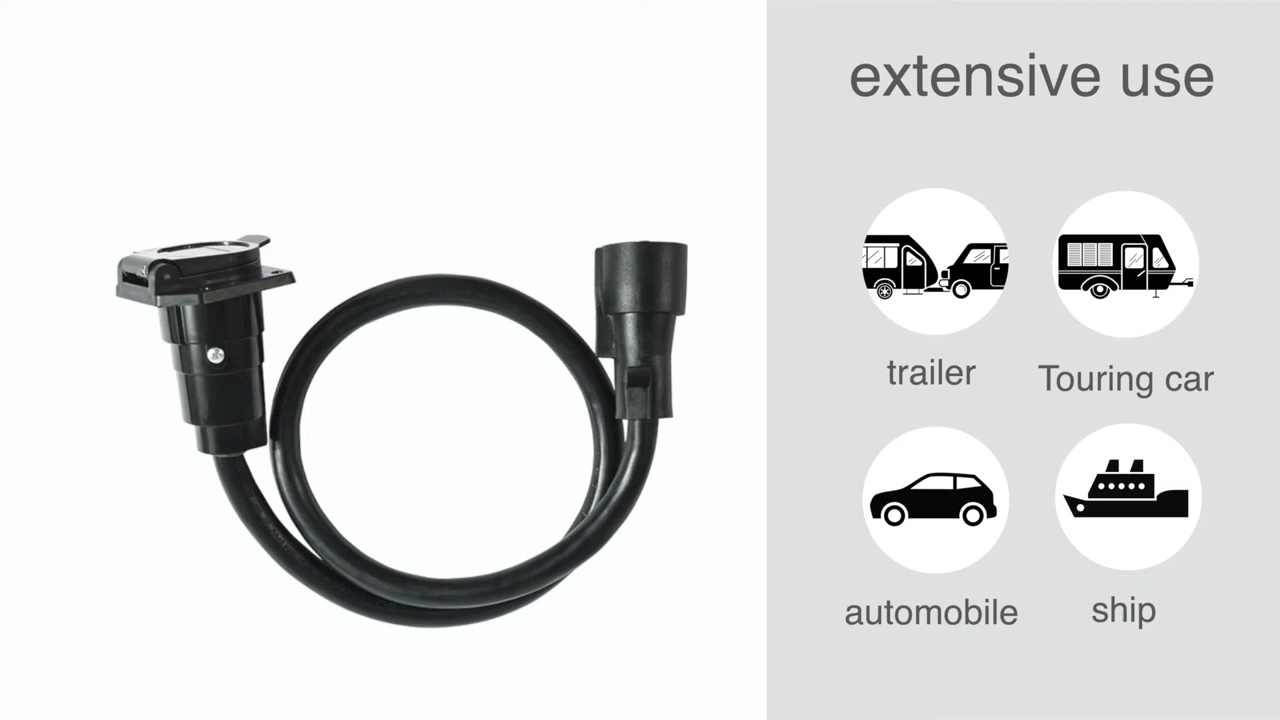 extensive use
trailer
Touring car
automobile
ship